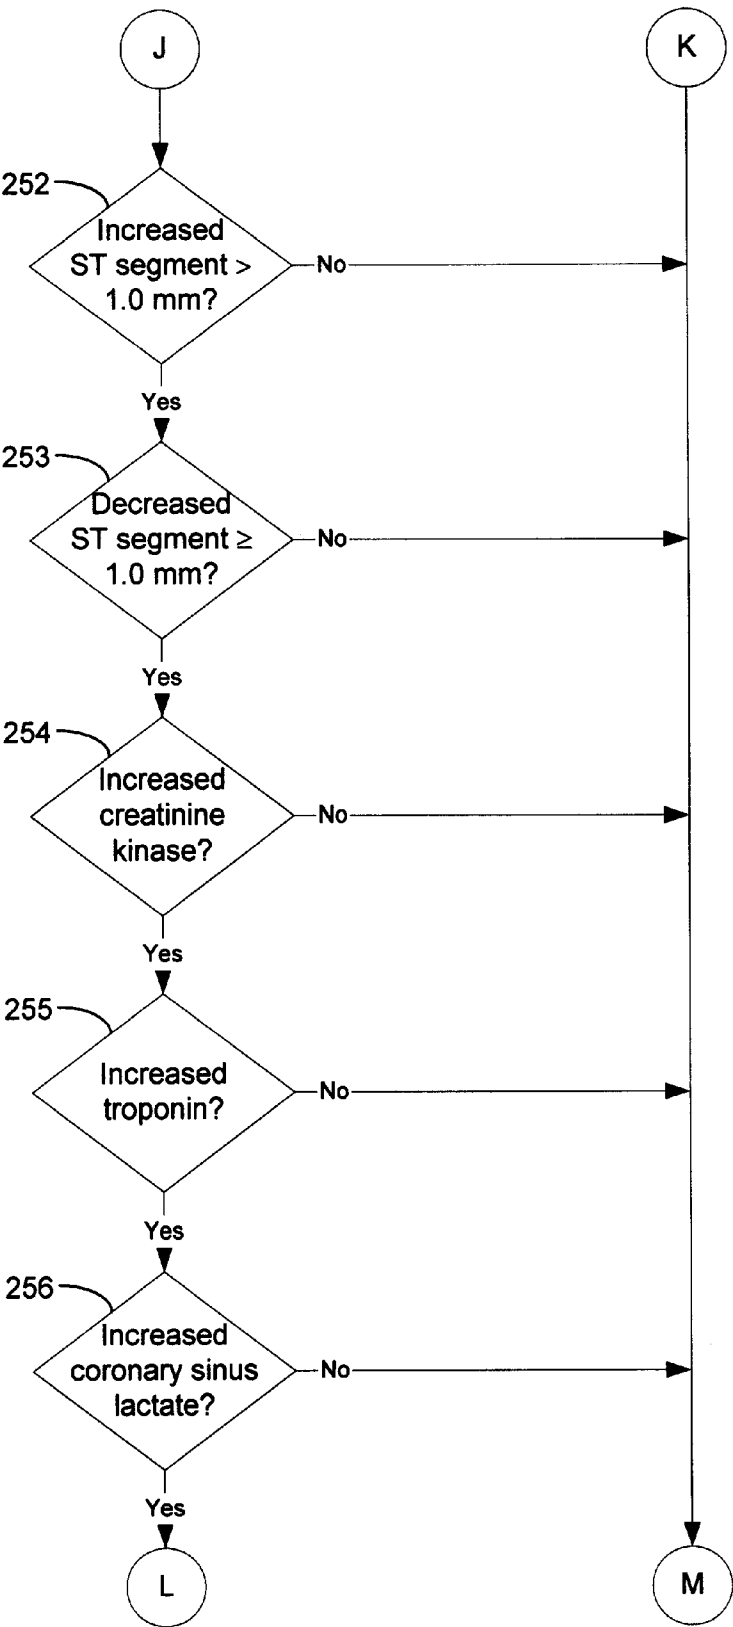 J
K
252
Increased
ST segment >
1.0 mm?
No
Yes
253
Decreased
ST segment ≥
1.0 mm?
No
Yes
254
Increased
creatinine
kinase?
No
Yes
255
Increased
troponin?
No
Yes
256
Increased
coronary sinus
lactate?
No
Yes
L
M